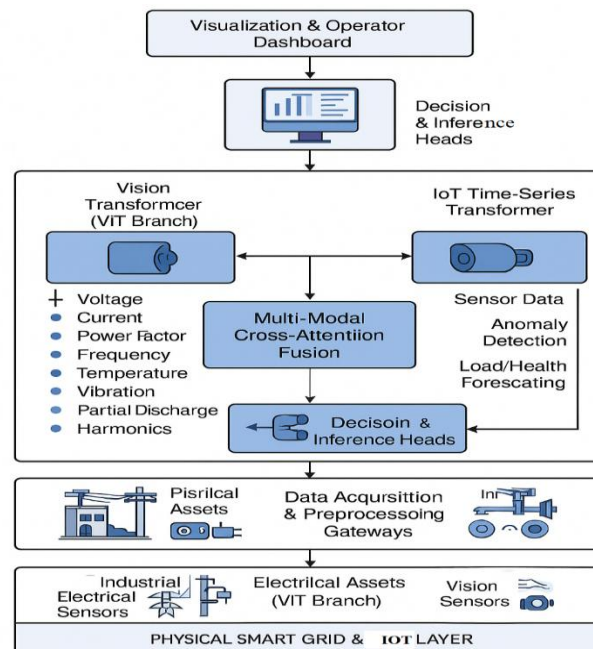 Visualization & Operator
Dashboard
Decision
& Inference
Heads
Vision
Transformcer
(ViT Branch)
IoT Time-Series
Transformer
Voltage
Current
Power Factor
Frequency
Temperature
Vibration
Partial Discharge
Harmonics
Multi-Modal
Cross-Attentiion
Fusion
Sensor Data
Anomaly
Detection
Load/Health
Forescating
Decisoin &
Inference Heads
Pisrilcal
Assets
Data Acqursittion
& Preprocessoing
Gateways
Inr
Industrial
Electrical
Sensors
Electrilcal Assets
(VIT Branch)
Vision
Sensors
PHYSICAL SMART GRID & IOT LAYER